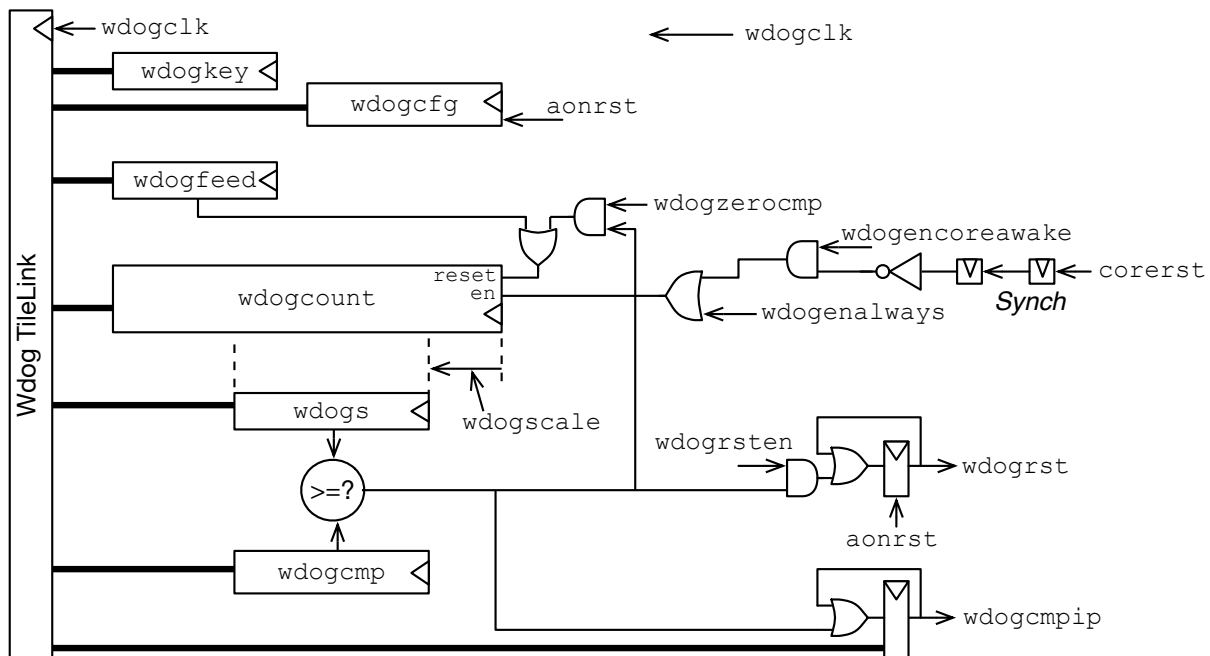 wdogclk
wdogclk
wdogkey
wdogcfg
aonrst
wdogfeed
wdogzerocmp
wdogencoreawake
reset
wdogcount
en
corerst
Synch
wdogenalways
Wdog TileLink
wdogs
wdogscale
wdogrsten
wdogrst
>=?
aonrst
wdogcmp
wdogcmpip